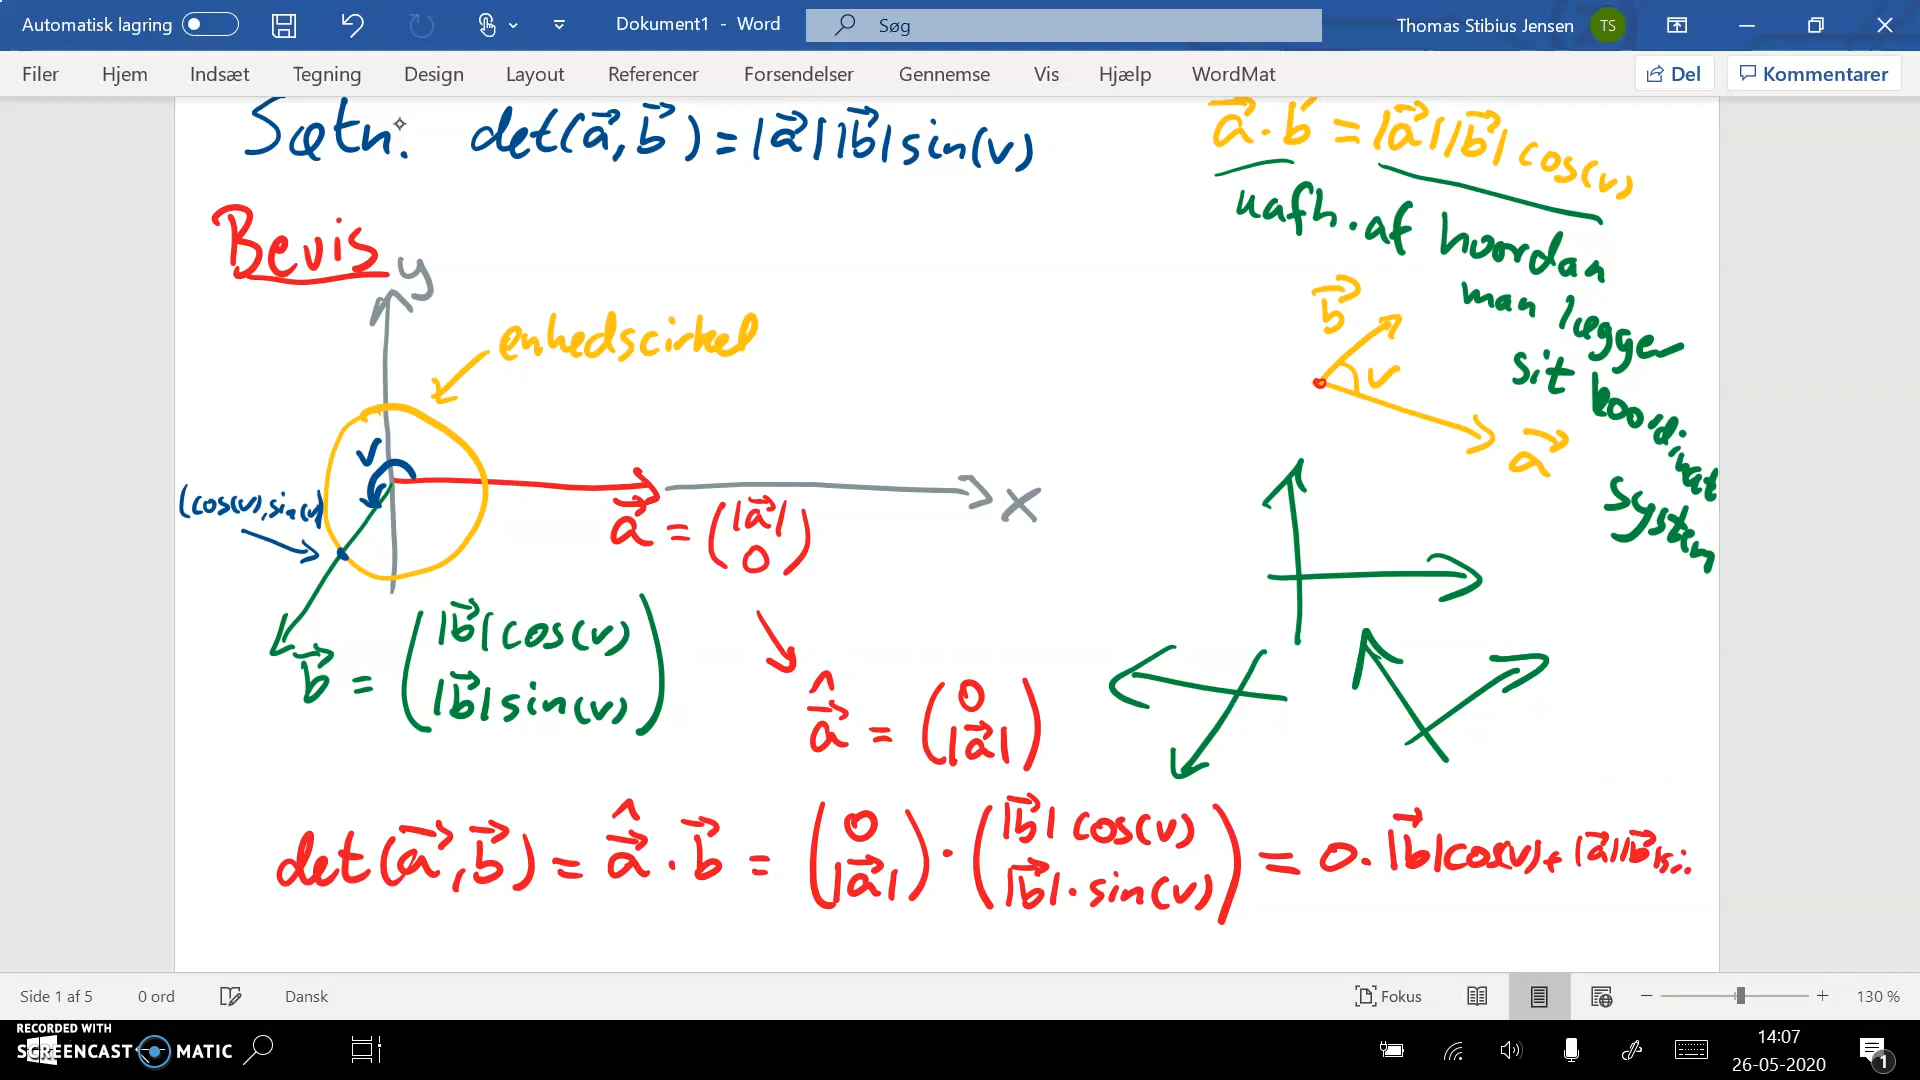 Automatisk lagring Dokument1 - Word Søg Thomas Stibius Jensen TS
Filer Hjem Indsæt Tegning Design Layout Referencer Forsendelser Gennemse Vis Hjælp WordMat Del Kommentarer
Sætn: det(a⃗, b⃗) = |a⃗||b⃗|sin(v)
a⃗ · b⃗ = |a⃗||b⃗|cos(v)
uafh. af hvordan
man lægger
sit koordinat
system
Bevis
y
enhedscirkel
b⃗
v
a⃗
v
(cos(v), sin(v))
x
a⃗ = (|a⃗| 0)
b⃗ = (|b⃗|cos(v) |b⃗|sin(v))
â⃗ = (0 |a⃗|)
det(a⃗, b⃗) = â⃗ · b⃗ = (0 |a⃗|) · (|b⃗|cos(v) |b⃗|·sin(v)) = 0·|b⃗|cos(v) + |a⃗||b⃗|si
Side 1 af 5 0 ord Dansk Fokus 130 %
RECORDED WITH
SCREENCAST MATIC
14:07
26-05-2020
1